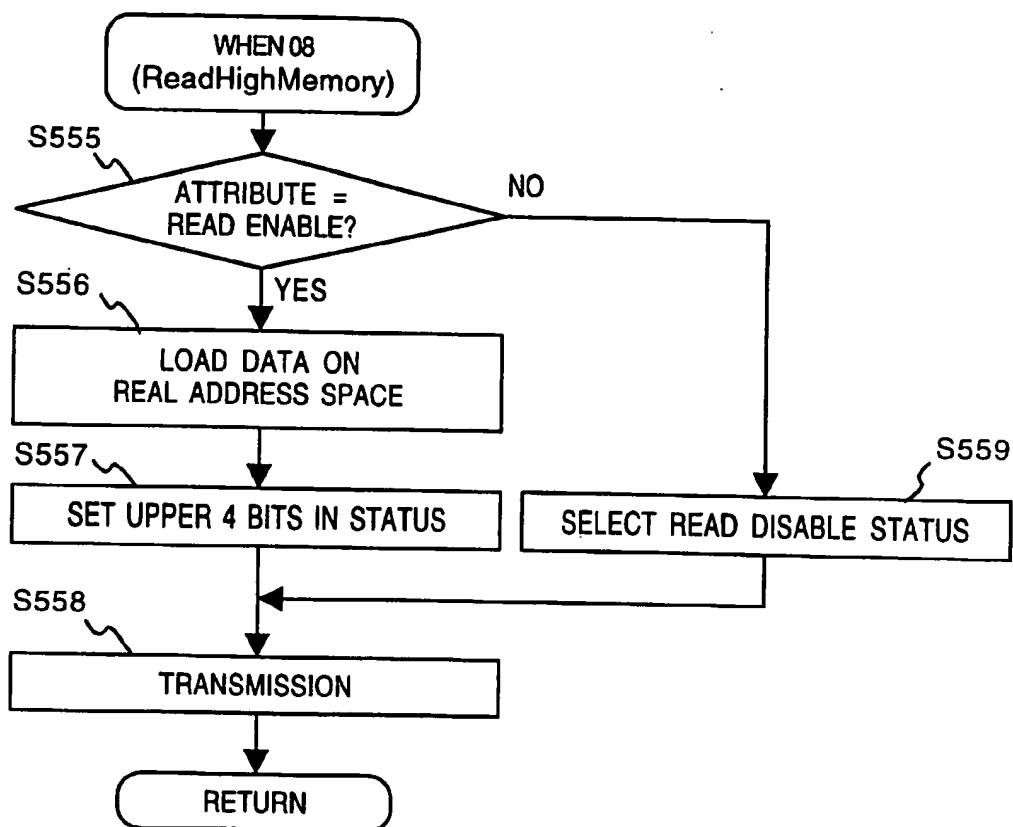 WHEN 08
(ReadHighMemory)
S555
ATTRIBUTE =
READ ENABLE?
NO
YES
S556
LOAD DATA ON
REAL ADDRESS SPACE
S557
SET UPPER 4 BITS IN STATUS
S559
SELECT READ DISABLE STATUS
S558
TRANSMISSION
RETURN